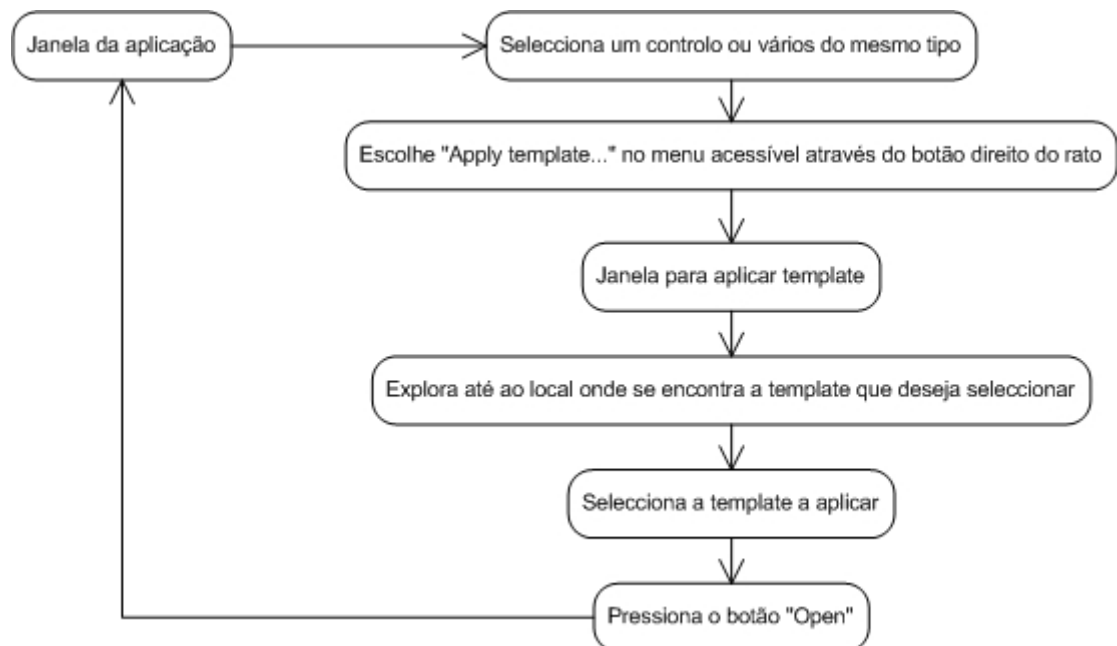 Janela da aplicação
Selecciona um controlo ou vários do mesmo tipo
Escolhe "Apply template..." no menu acessível através do botão direito do rato
Janela para aplicar template
Explora até ao local onde se encontra a template que deseja seleccionar
Selecciona a template a aplicar
Pressiona o botão "Open"